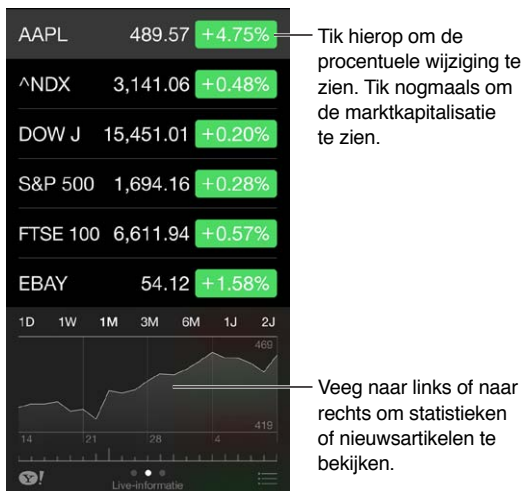 AAPL 489.57 +4.75%
^NDX 3,141.06 +0.48%
DOW J 15,451.01 +0.20%
S&P 500 1,694.16 +0.28%
FTSE 100 6,611.94 +0.57%
EBAY 54.12 +1.58%
1D 1W 1M 3M 6M 1J 2J
469
419
14 21 28 4
Y!
Live-informatie
Tik hierop om de
procentuele wijziging te
zien. Tik nogmaals om
de marktkapitalisatie
te zien.
Veeg naar links of naar
rechts om statistieken
of nieuwsartikelen te
bekijken.